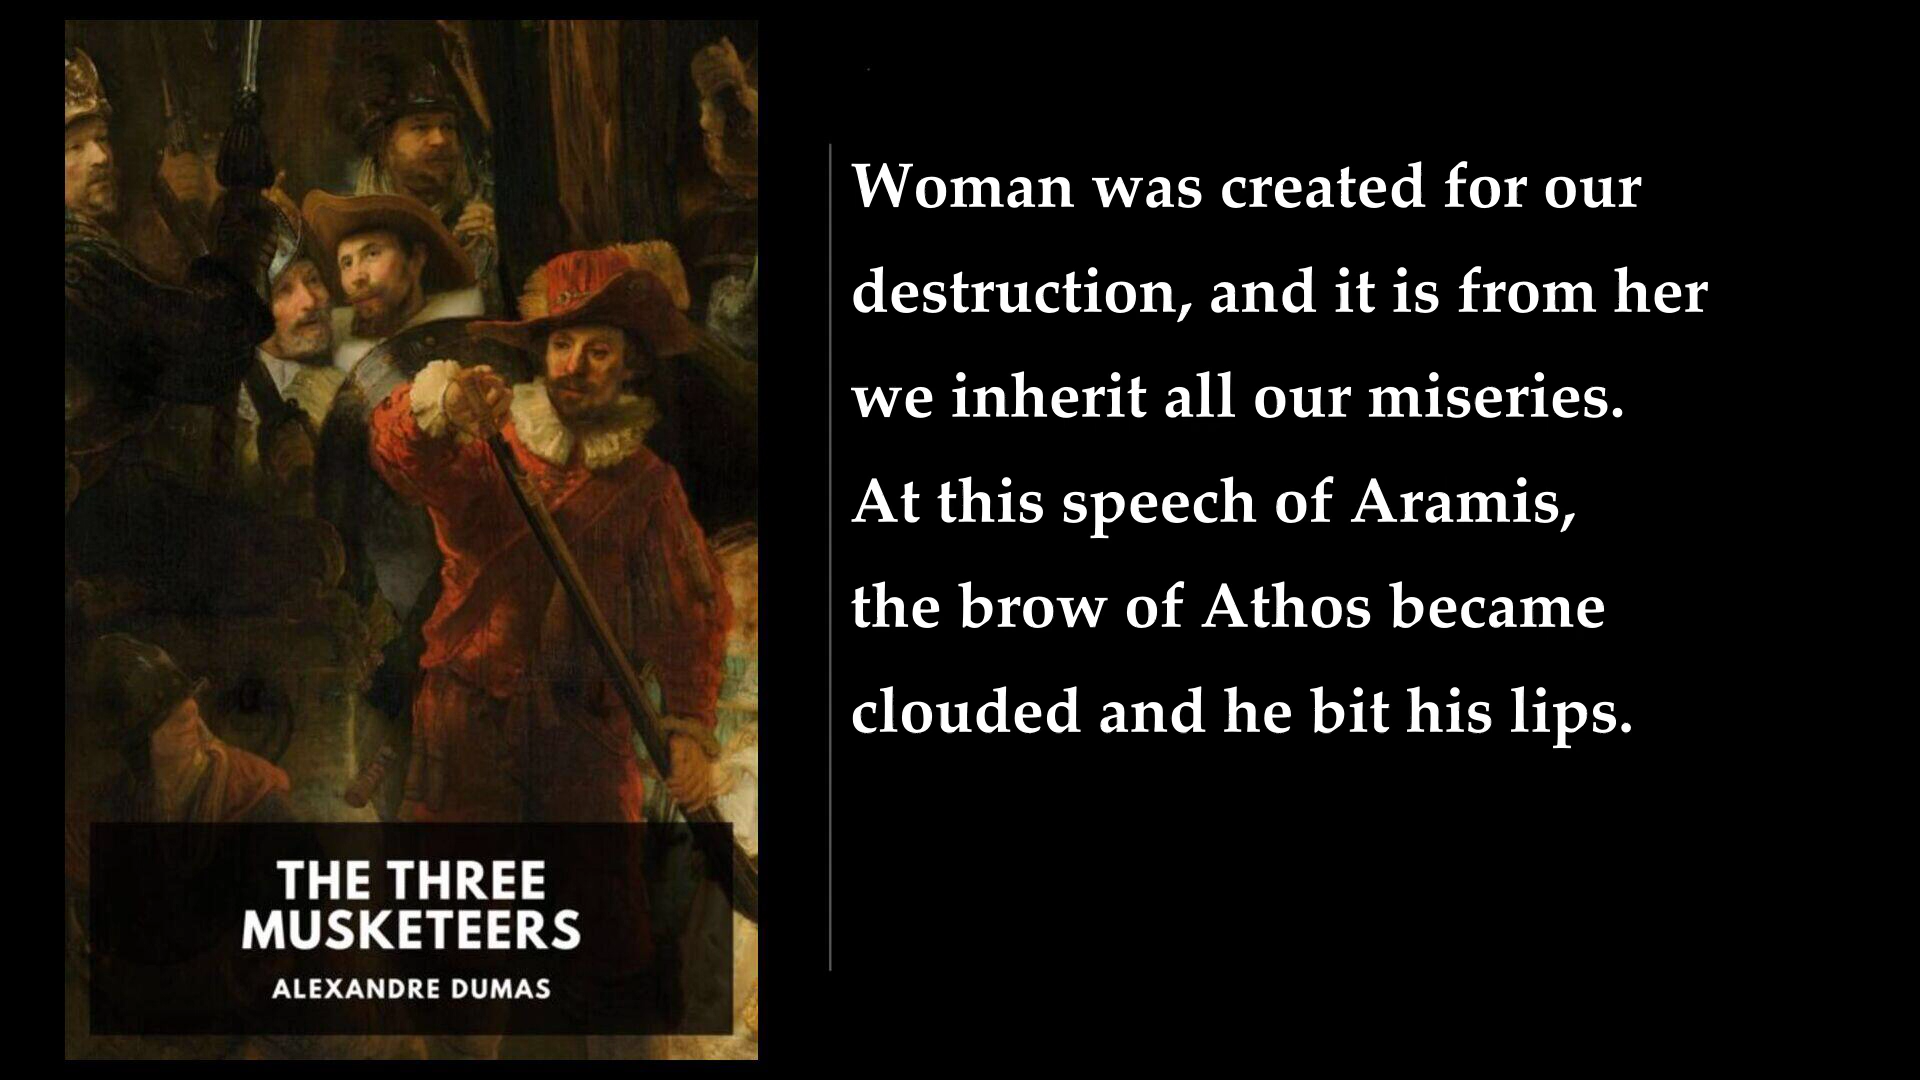 Woman was created for our
destruction, and it is from her
we inherit all our miseries.
At this speech of Aramis,
the brow of Athos became
clouded and he bit his lips.
THE THREE
MUSKETEERS
ALEXANDRE DUMAS